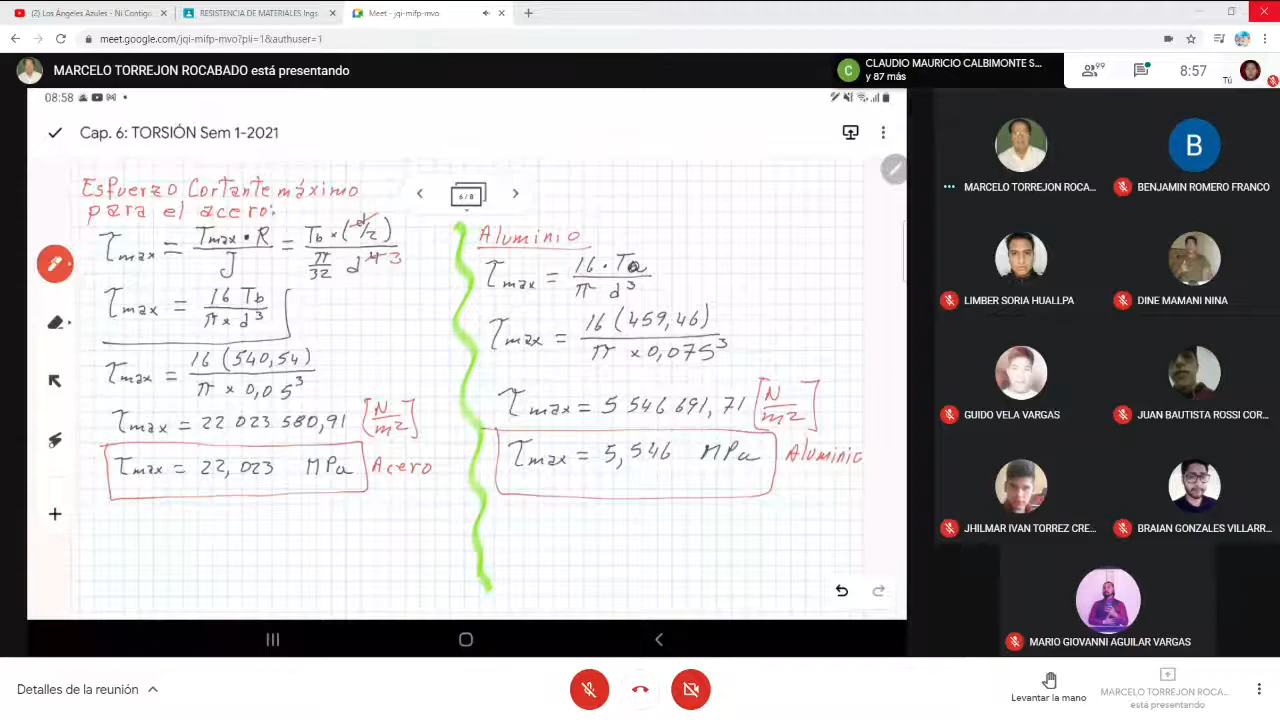 (2) Los Ángeles Azules - Ni Contigo
RESISTENCIA DE MATERIALES Ings
Meet - jqi-mifp-mvo
meet.google.com/jqi-mifp-mvo?pli=1&authuser=1
MARCELO TORREJON ROCABADO está presentando
C
CLAUDIO MAURICIO CALBIMONTE S...
y 87 más
99
8:57
Tú
08:58
Cap. 6: TORSIÓN Sem 1-2021
6 / 8
Esfuerzo Cortante máximo
para el acero:
τmax = Tmax • R / J = Tb × (d/2) / (π/32 d⁴ 3)
τmax = 16 Tb / (π × d³)
τmax = 16 (540,54) / (π × 0,05³)
τmax = 22 023 580,91 [N/m²]
τmax = 22,023 MPa Acero
Aluminio
τmax = 16 · Ta / (π d³)
τmax = 16 (459,46) / (π × 0,075³)
τmax = 5 546 691,71 [N/m²]
τmax = 5,546 MPa Aluminio
MARCELO TORREJON ROCA...
B
BENJAMIN ROMERO FRANCO
LIMBER SORIA HUALLPA
DINE MAMANI NINA
GUIDO VELA VARGAS
JUAN BAUTISTA ROSSI COR...
JHILMAR IVAN TORREZ CRE...
BRAIAN GONZALES VILLARR...
MARIO GIOVANNI AGUILAR VARGAS
Detalles de la reunión
Levantar la mano
MARCELO TORREJON ROCA...
está presentando